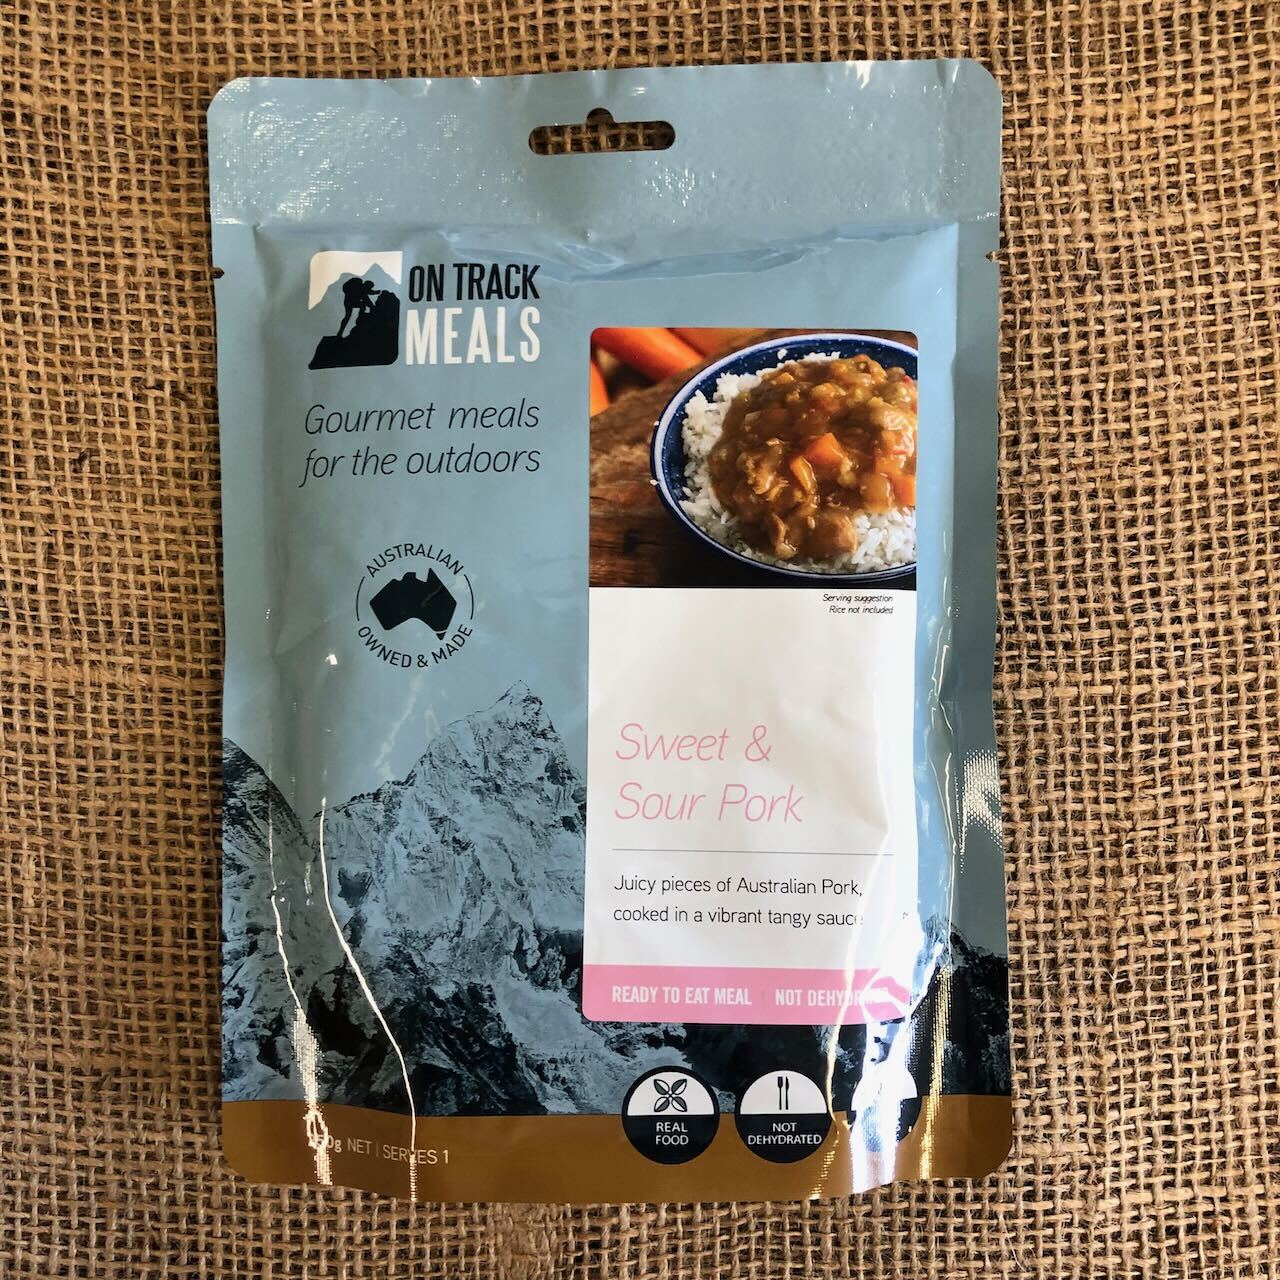 ON TRACK
MEALS
Gourmet meals
for the outdoors
AUSTRALIAN
OWNED & MADE
Serving suggestion
Rice not included
Sweet &
Sour Pork
Juicy pieces of Australian Pork,
cooked in a vibrant tangy sauce
READY TO EAT MEAL | NOT
REAL
FOOD
NOT
DEHYDRATED
NET | SERVES 1